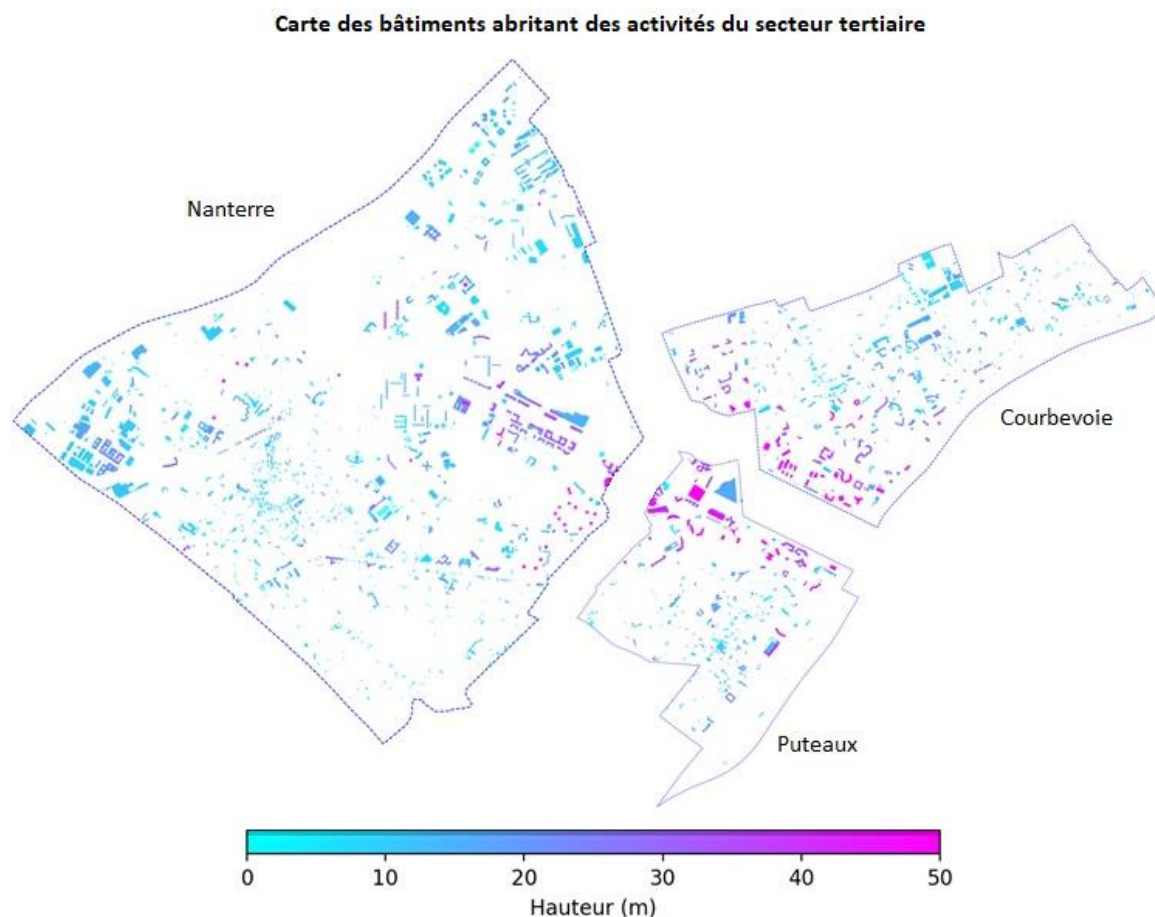 Carte des bâtiments abritant des activités du secteur tertiaire
Nanterre
Courbevoie
Puteaux
0 10 20 30 40 50
Hauteur (m)